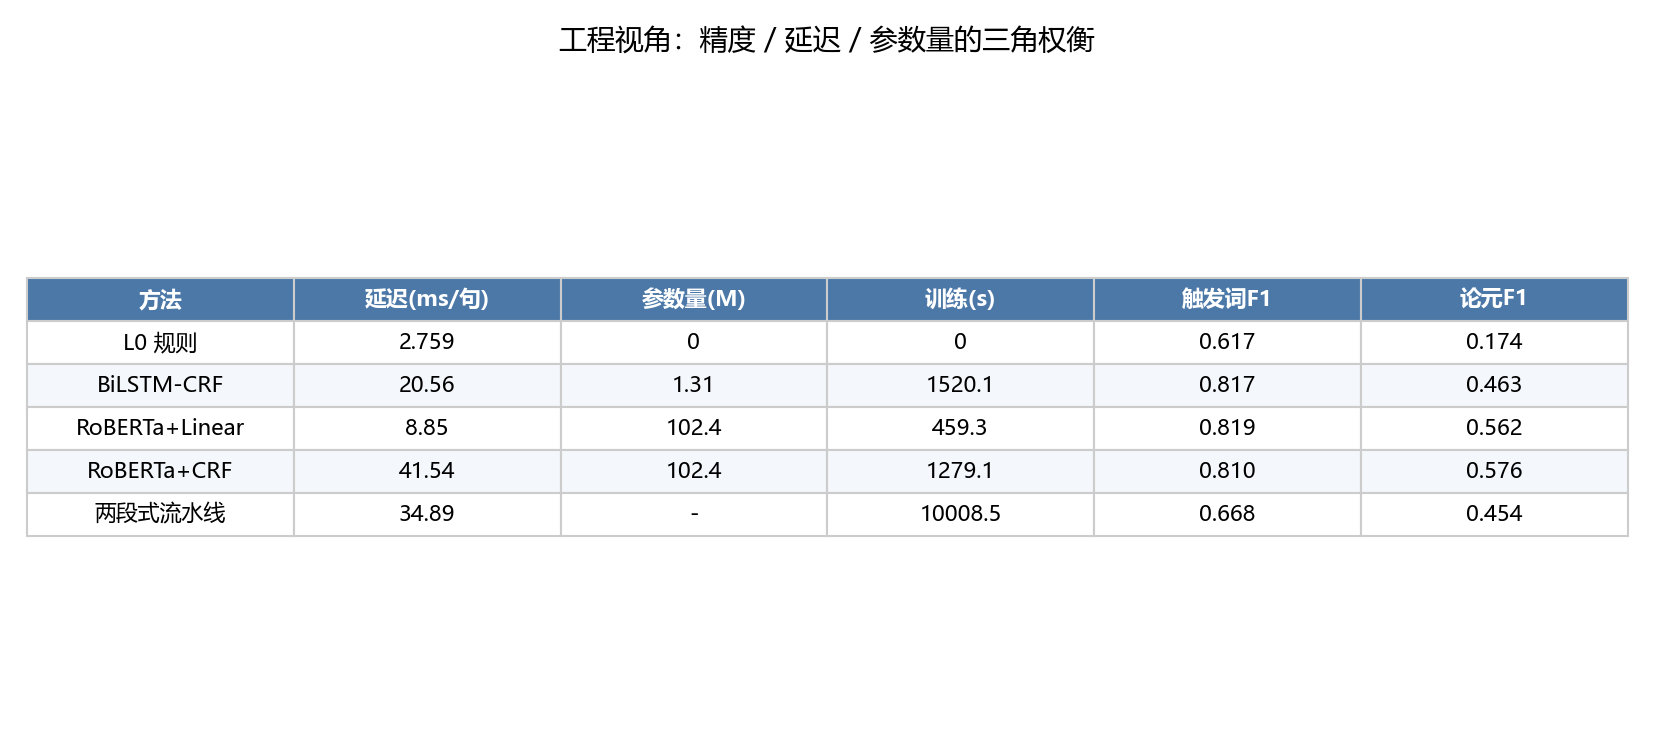 工程视角：精度 / 延迟 / 参数量的三角权衡
方法 延迟(ms/句) 参数量(M) 训练(s) 触发词F1 论元F1
L0 规则 2.759 0 0 0.617 0.174
BiLSTM-CRF 20.56 1.31 1520.1 0.817 0.463
RoBERTa+Linear 8.85 102.4 459.3 0.819 0.562
RoBERTa+CRF 41.54 102.4 1279.1 0.810 0.576
两段式流水线 34.89 - 10008.5 0.668 0.454